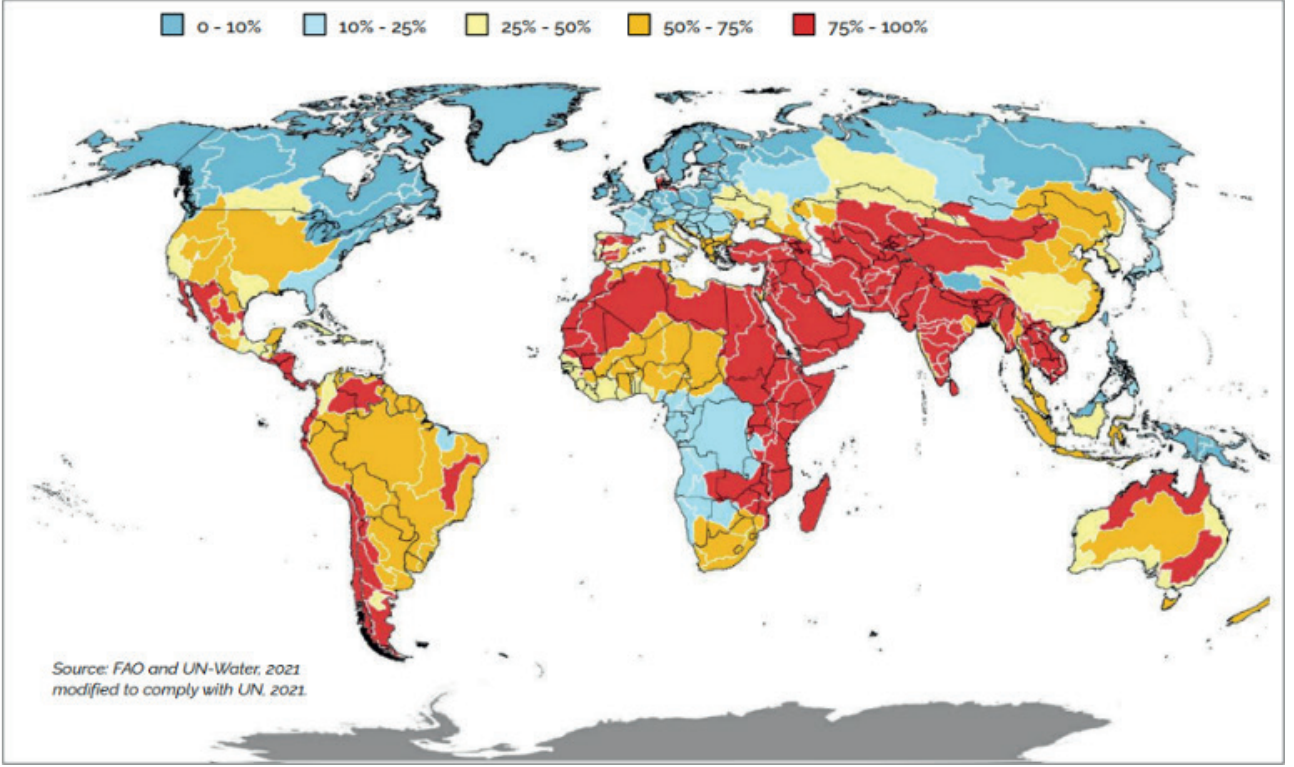 0 - 10% 10% - 25% 25% - 50% 50% - 75% 75% - 100%
Source: FAO and UN-Water, 2021
modified to comply with UN, 2021.